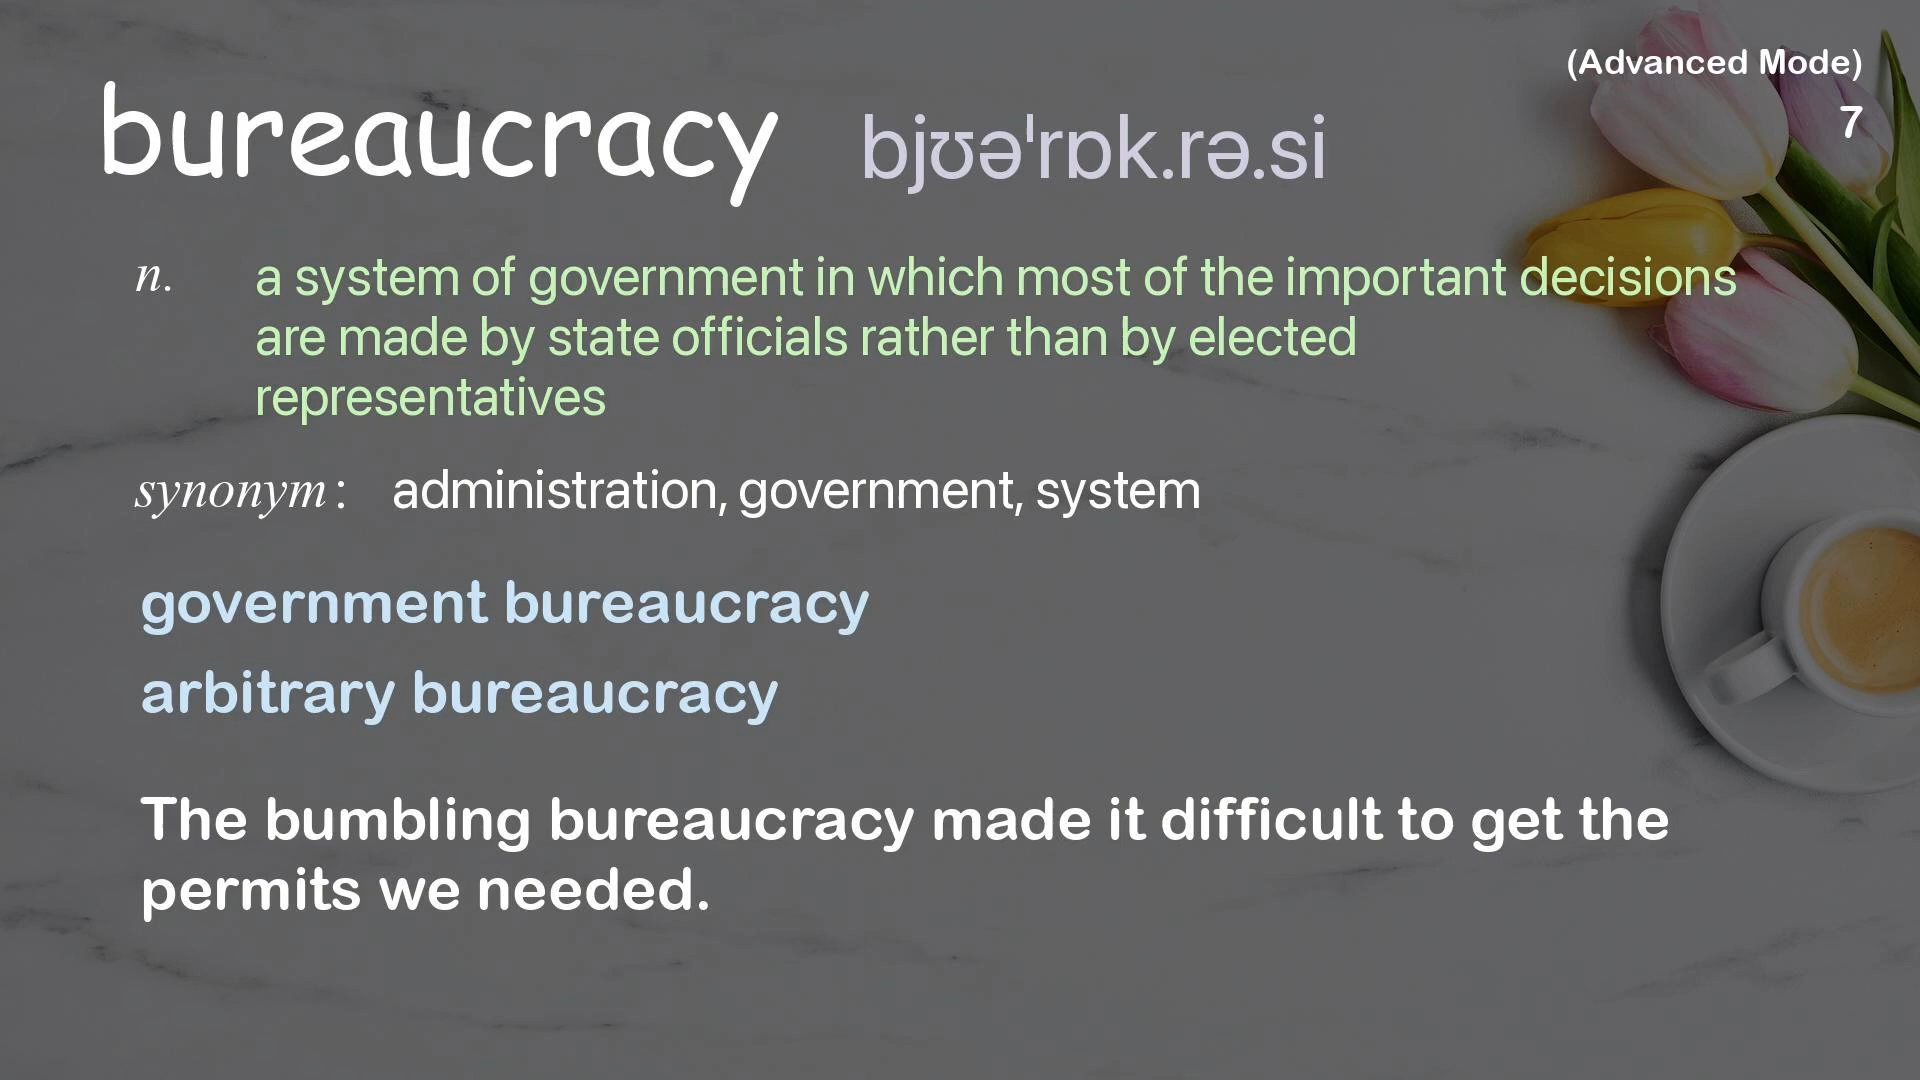 (Advanced Mode)
7
bureaucracy bjʊəˈrɒk.rə.si
n. a system of government in which most of the important decisions
are made by state officials rather than by elected
representatives
synonym : administration, government, system
government bureaucracy
arbitrary bureaucracy
The bumbling bureaucracy made it difficult to get the
permits we needed.